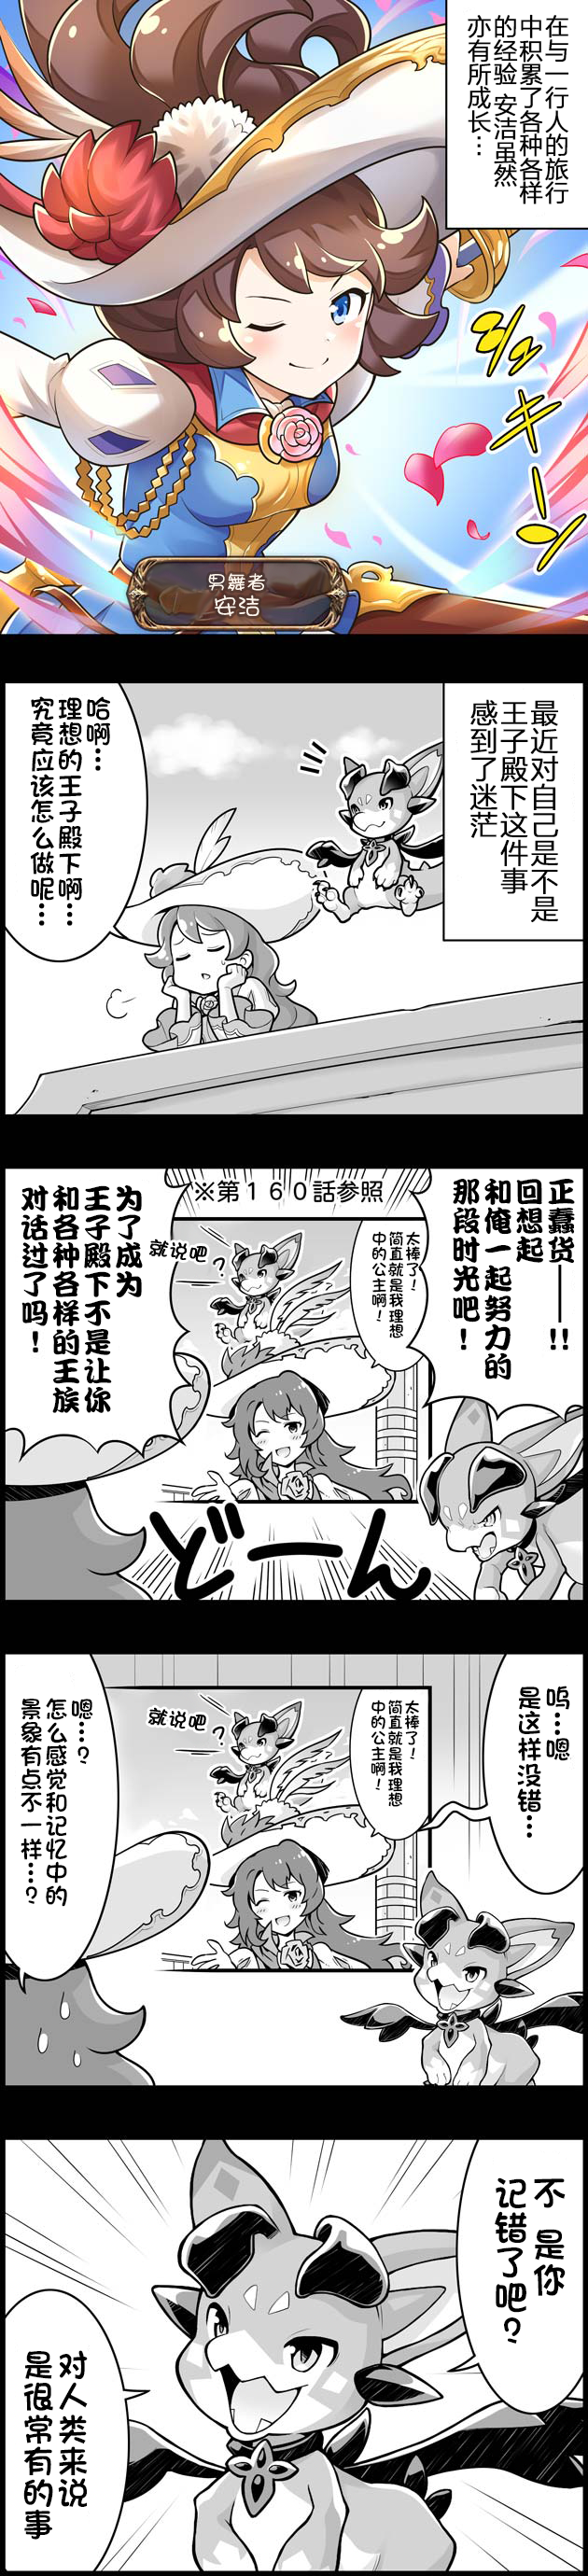 在与一行人的旅行
中积累了各种各样
的经验 安洁虽然
亦有所成长…
シャキーン
男舞者
安洁
最近对自己是不是
王子殿下这件事
感到了迷茫
哈啊…
理想的王子殿下啊…
究竟应该怎么做呢…
正蠢货——!!
回想起
和俺一起努力的
那段时光吧！
※第１６０話参照
太棒了！
简直就是我理想
中的公主啊！
就说吧？
为了成为
王子殿下不是让你
和各种各样的王族
对话过了吗！
どーん
呜…嗯
是这样没错…
太棒了！
简直就是我理想
中的公主啊！
就说吧？
嗯…?
怎么感觉和记忆中的
景象有点不一样…?
不 是你
记错了吧?
对人类来说
是很常有的事